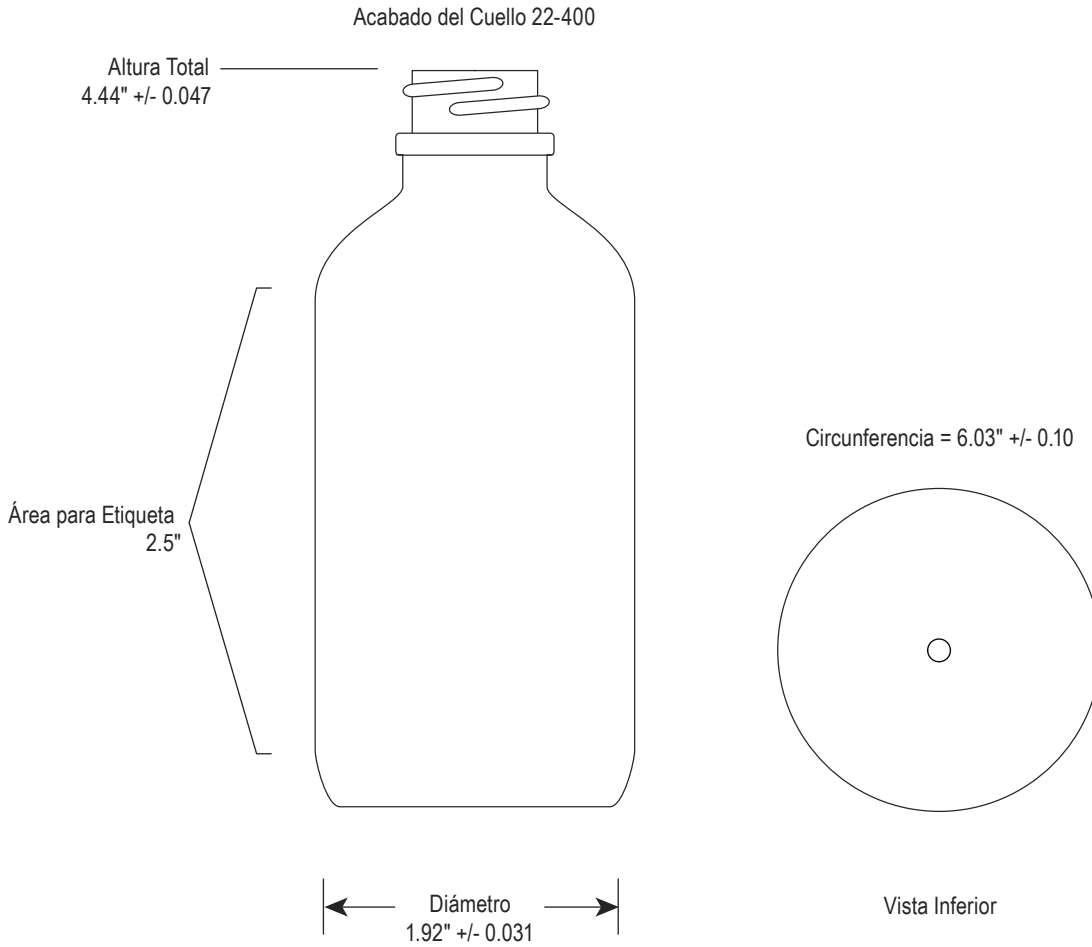 Acabado del Cuello 22-400
Altura Total
4.44" +/- 0.047
Circunferencia = 6.03" +/- 0.10
Área para Etiqueta
2.5"
Diámetro
1.92" +/- 0.031
Vista Inferior